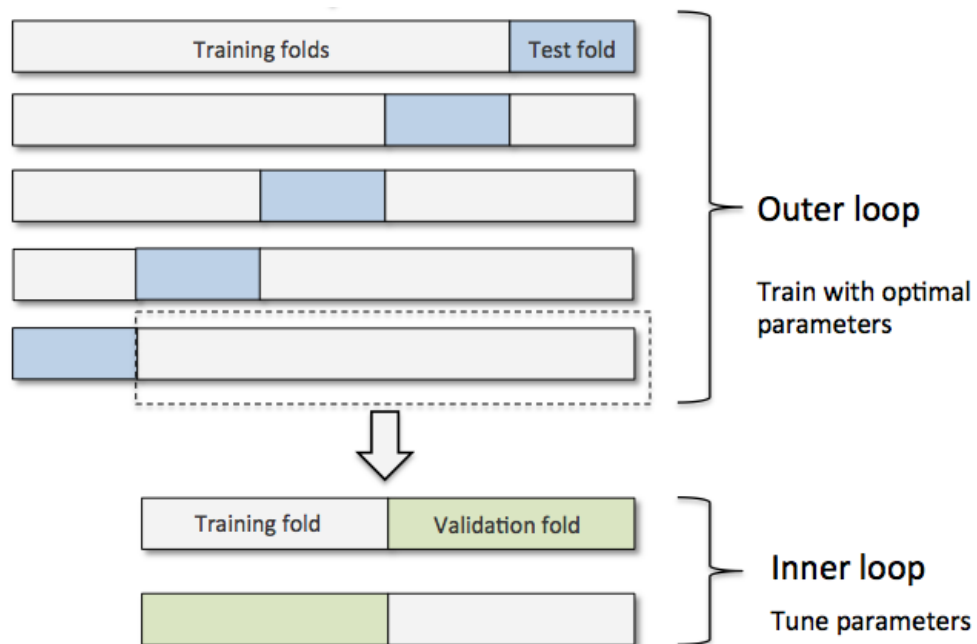 Training folds
Test fold
Outer loop
Train with optimal
parameters
Training fold
Validation fold
Inner loop
Tune parameters